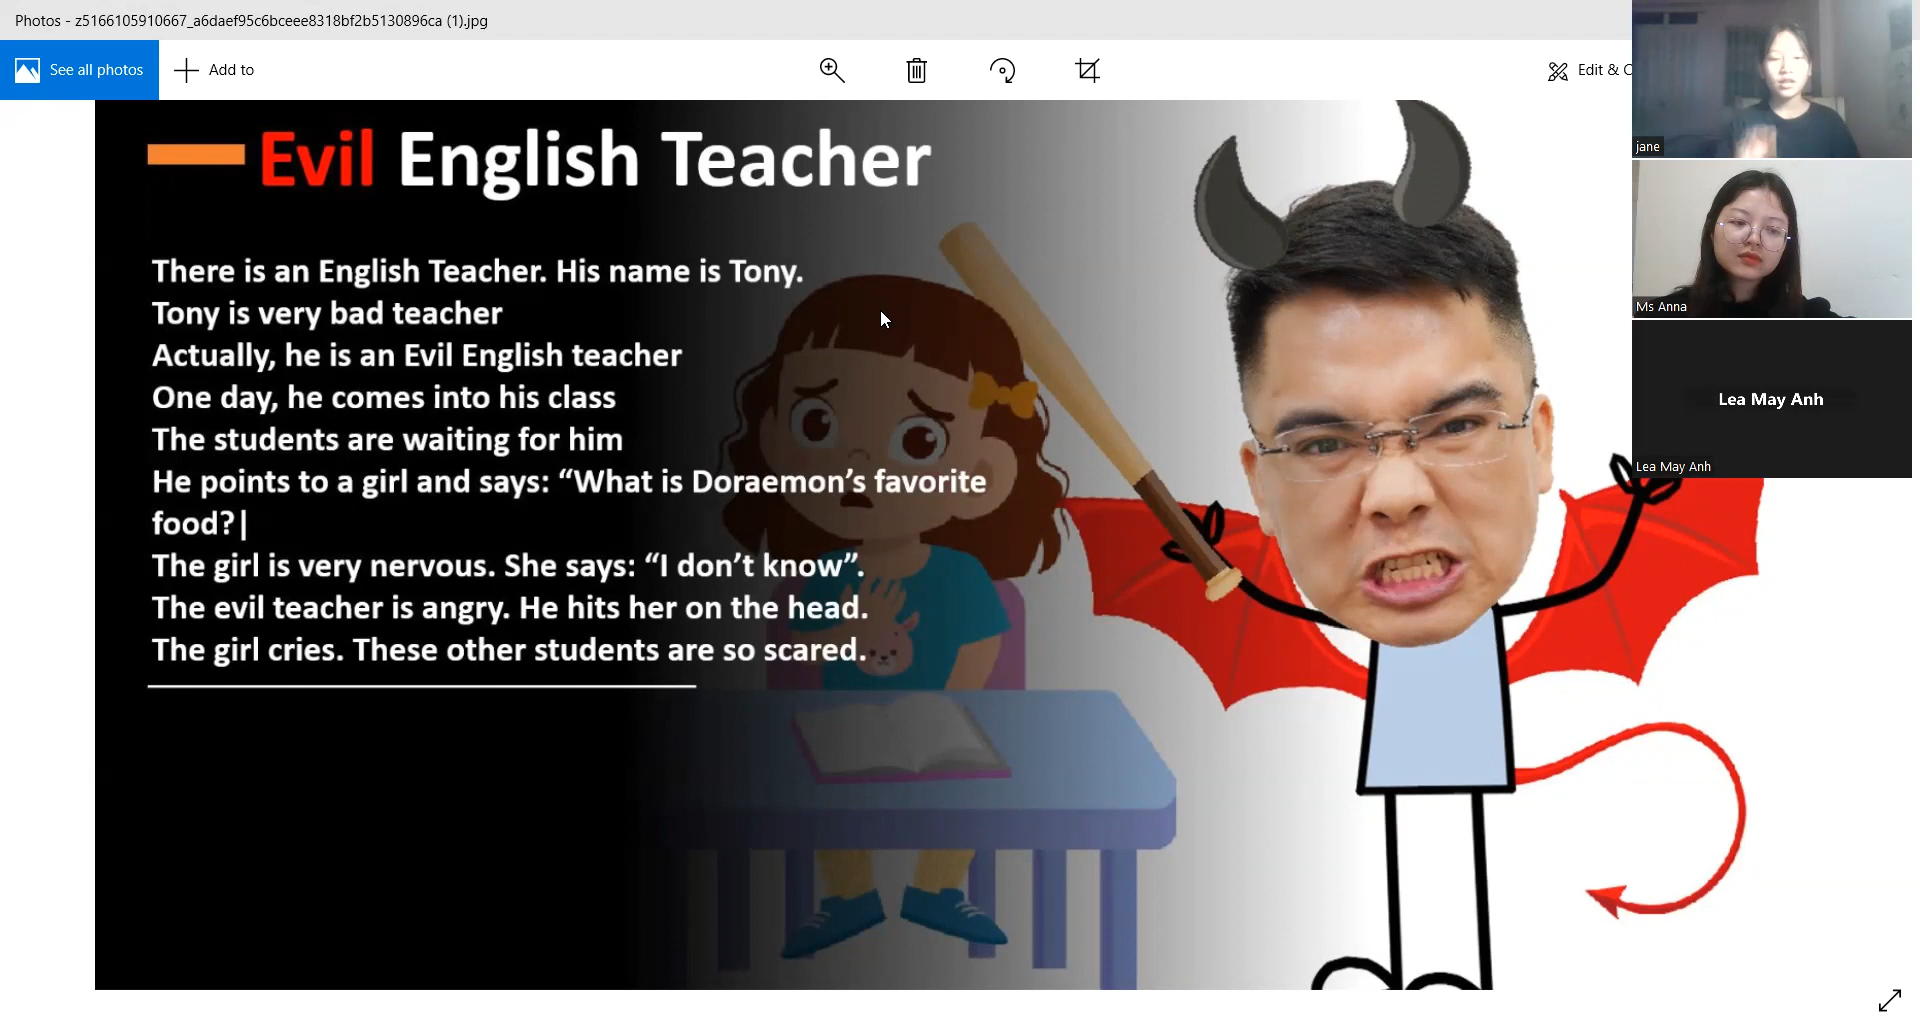 Photos - z5166105910667_a6daef95c6bceee8318bf2b5130896ca (1).jpg
See all photos
Add to
Edit & C
jane
Ms Anna
Lea May Anh
Lea May Anh
Evil English Teacher
There is an English Teacher. His name is Tony.
Tony is very bad teacher
Actually, he is an Evil English teacher
One day, he comes into his class
The students are waiting for him
He points to a girl and says: “What is Doraemon’s favorite
food?|
The girl is very nervous. She says: “I don’t know”.
The evil teacher is angry. He hits her on the head.
The girl cries. These other students are so scared.